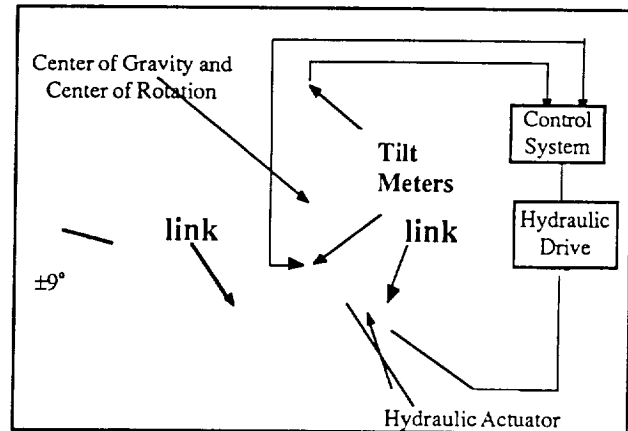 Center of Gravity and
Center of Rotation
Control
System
Tilt
Meters
link
link
Hydraulic
Drive
±9°
Hydraulic Actuator